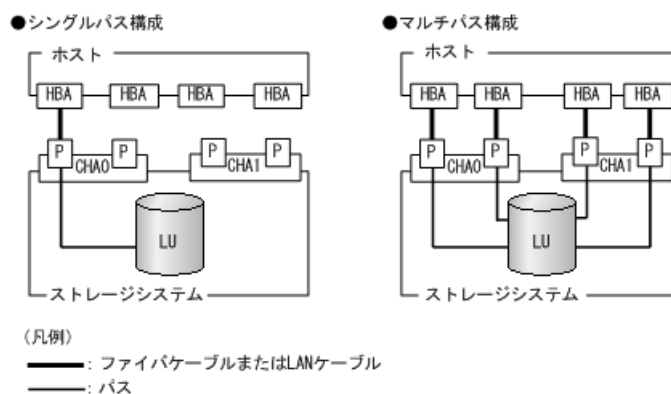 ●シングルパス構成
ホスト
HBA HBA HBA HBA
P P P P
CHA0 CHA1
LU
ストレージシステム
●マルチパス構成
ホスト
HBA HBA HBA HBA
P P P P
CHA0 CHA1
LU
ストレージシステム
(凡例)
: ファイバケーブルまたはLANケーブル
: パス